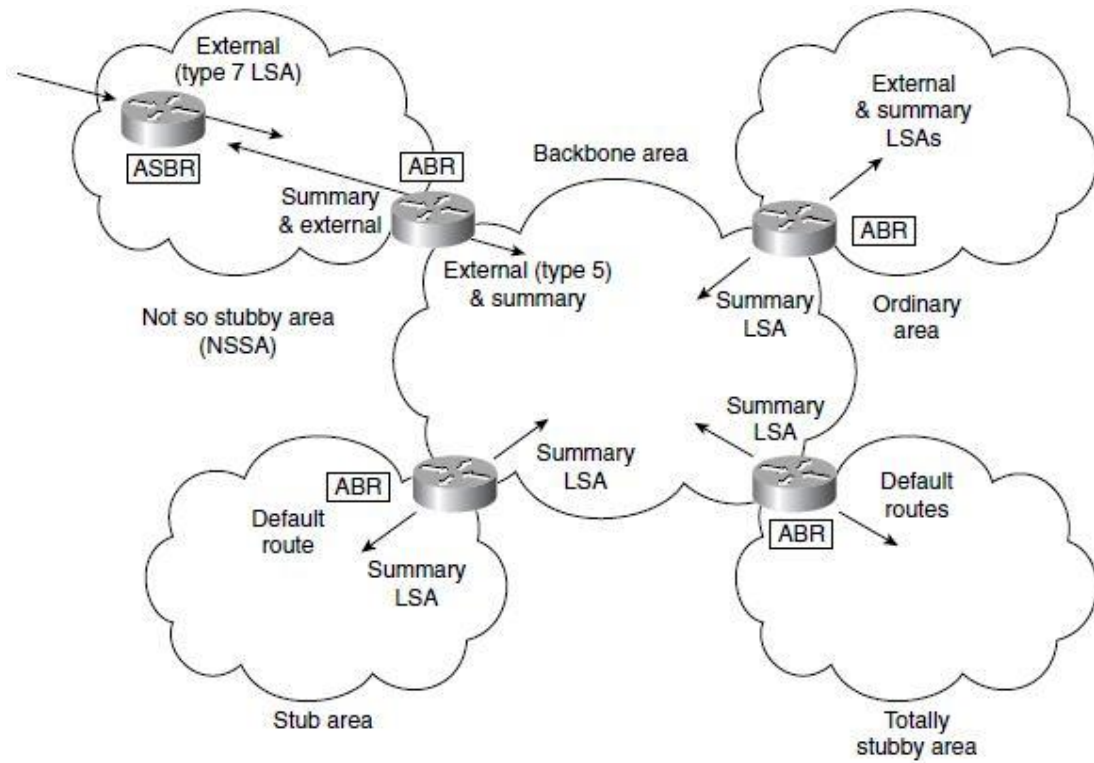 External
(type 7 LSA)
ASBR
ABR
Summary
& external
External (type 5)
& summary
Not so stubby area
(NSSA)
Backbone area
External
& summary
LSAs
ABR
Summary
LSA
Ordinary
area
Summary
LSA
Summary
LSA
ABR
Default
route
Summary
LSA
Stub area
Default
routes
ABR
Totally
stubby area